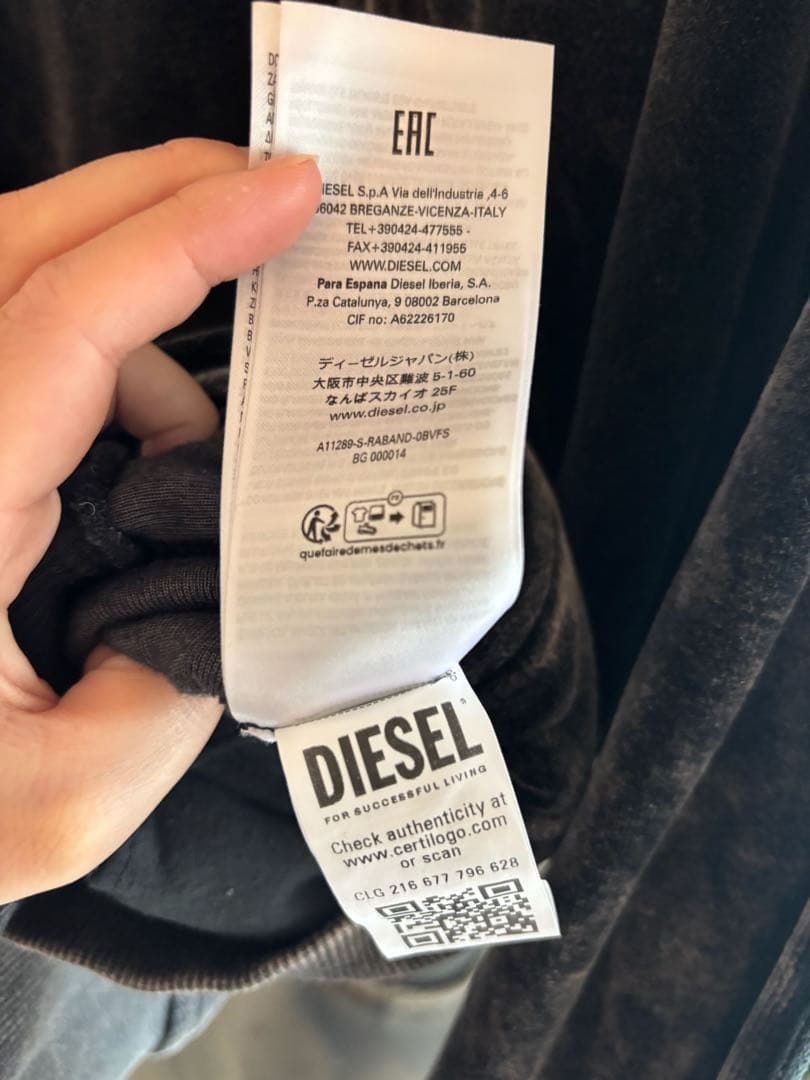 EAC
IESEL S.p.A Via dell'Industria ,4-6
6042 BREGANZE-VICENZA-ITALY
TEL+390424-477555 -
FAX+390424-411955
WWW.DIESEL.COM
Para Espana Diesel Iberia, S.A.
P.za Catalunya, 9 08002 Barcelona
CIF no: A62226170
ディーゼルジャパン(株)
大阪市中央区難波 5-1-60
なんばスカイオ 25F
www.diesel.co.jp
A11289-S-RABAND-0BVFS
BG 000014
FR
quefairedemesdechets.fr
DIESEL
FOR SUCCESSFUL LIVING
Check authenticity at
www.certilogo.com
or scan
CLG 216 677 796 628